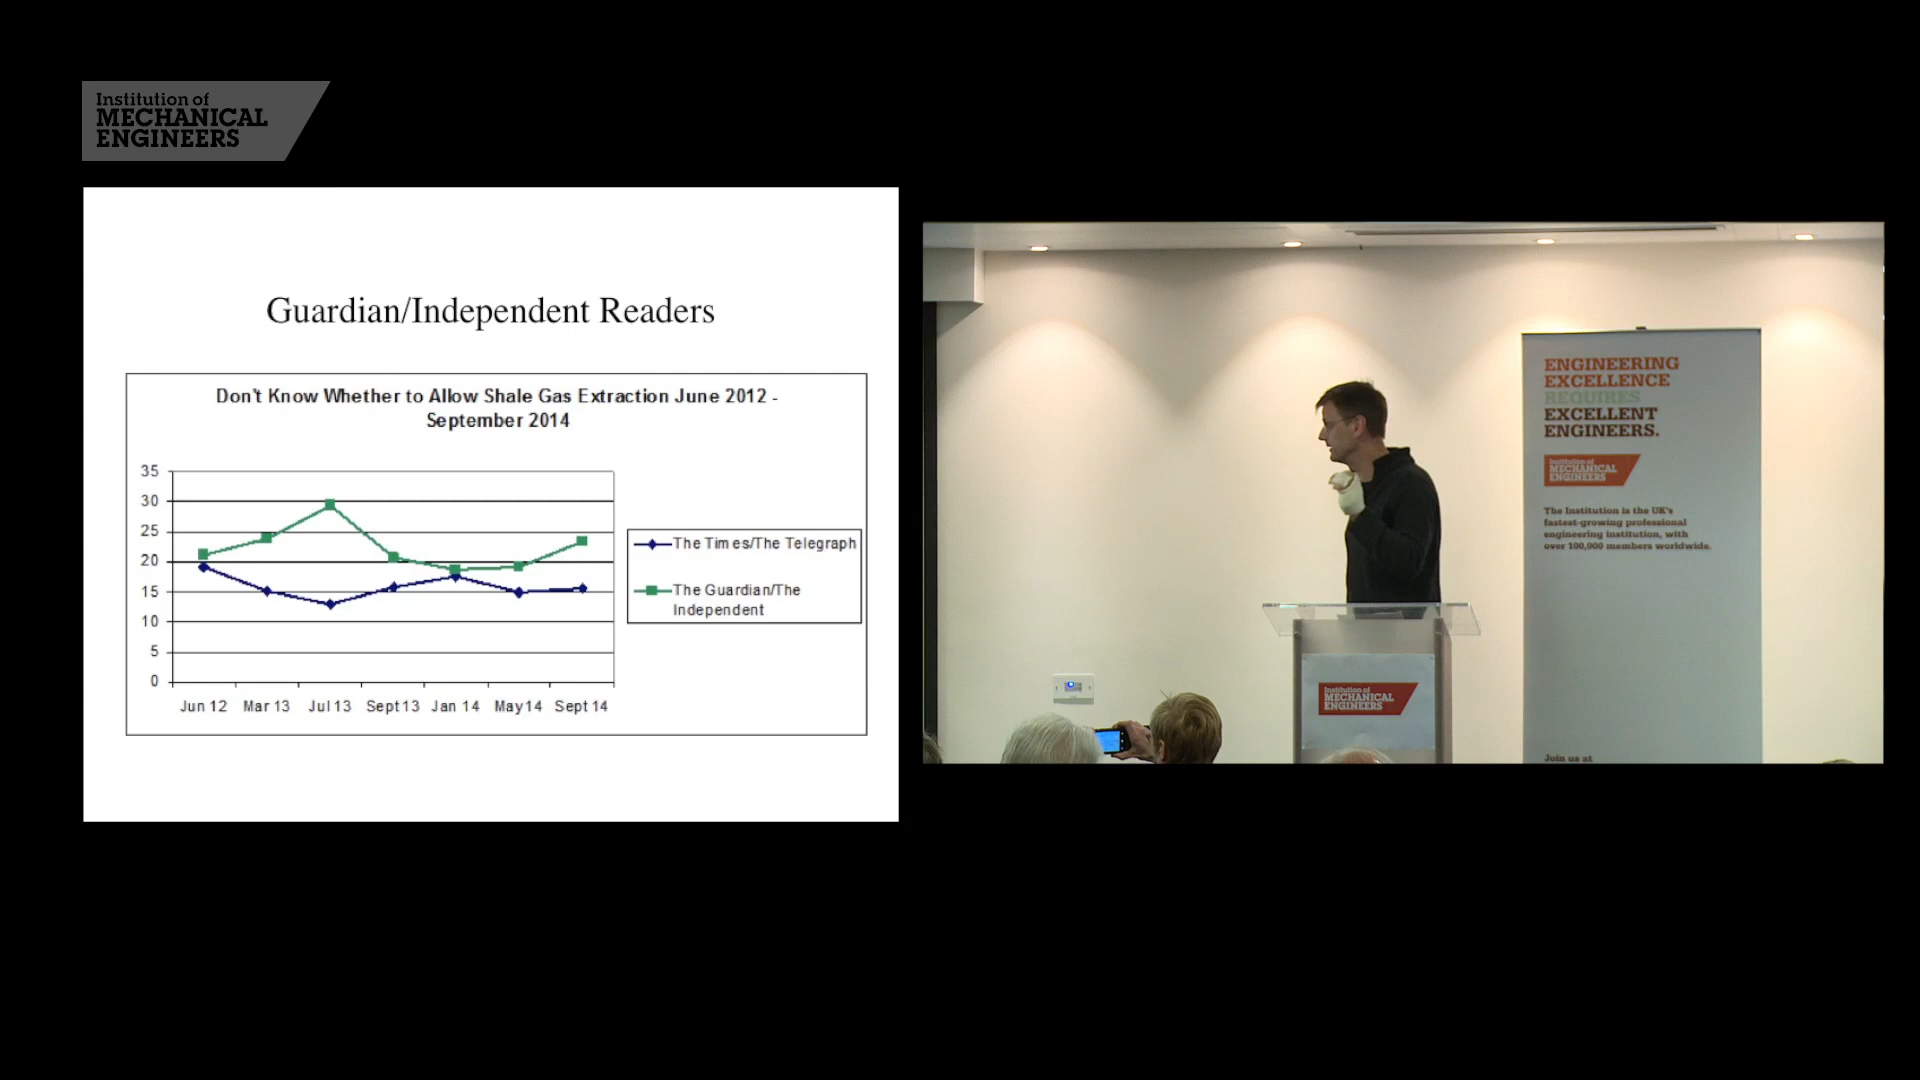 Institution of
MECHANICAL
ENGINEERS
Guardian/Independent Readers
Don't Know Whether to Allow Shale Gas Extraction June 2012 -
September 2014
35
30
25
20
15
10
5
0
Jun 12 Mar 13 Jul 13 Sept 13 Jan 14 May 14 Sept 14
The Times/The Telegraph
The Guardian/The
Independent
ENGINEERING
EXCELLENCE
REQUIRES
EXCELLENT
ENGINEERS.
Institution of
MECHANICAL
ENGINEERS
The Institution is the UK's
fastest-growing professional
engineering institution, with
over 100,000 members worldwide.
Join us at
Institution of
MECHANICAL
ENGINEERS